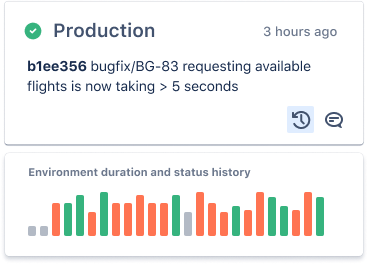 Production
3 hours ago
b1ee356 bugfix/BG-83 requesting available
flights is now taking > 5 seconds
Environment duration and status history